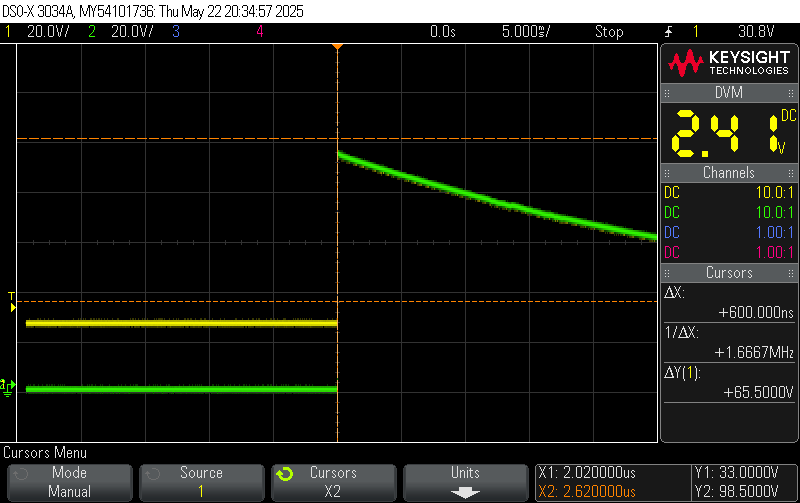 DSO-X 3034A, MY54101736: Thu May 22 20:34:57 2025
1 20.0V/ 2 20.0V/ 3 4 0.0s 5.000ms/ Stop 1 30.8V
KEYSIGHT
TECHNOLOGIES
DVM
2.41 DC
V
Channels
DC 10.0:1
DC 10.0:1
DC 1.00:1
DC 1.00:1
Cursors
ΔX:
+600.000ns
1/ΔX:
+1.6667MHz
ΔY(1):
+65.5000V
T
2
Cursors Menu
Mode
Manual
Source
1
Cursors
X2
Units
X1: 2.020000us
X2: 2.620000us
Y1: 33.0000V
Y2: 98.5000V